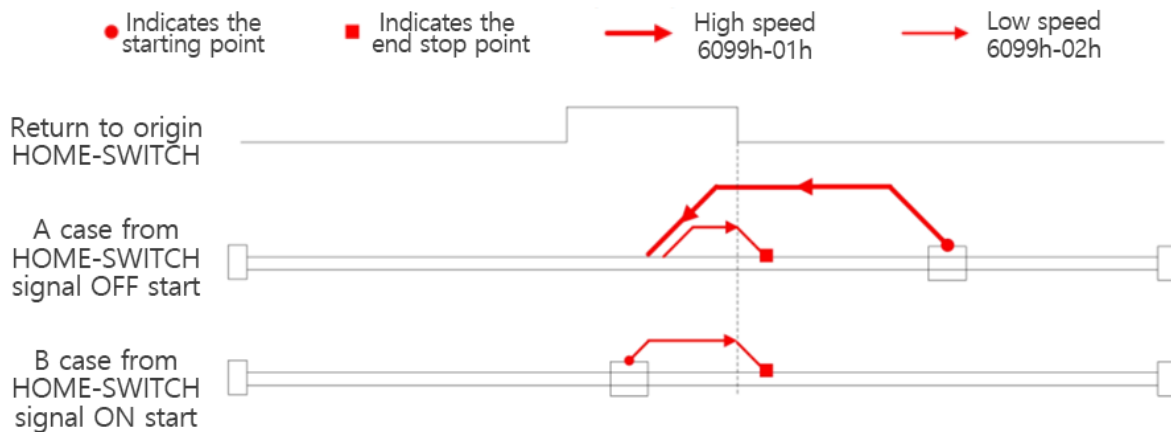 Indicates the
starting point
Indicates the
end stop point
High speed
6099h-01h
Low speed
6099h-02h
Return to origin
HOME-SWITCH
A case from
HOME-SWITCH
signal OFF start
B case from
HOME-SWITCH
signal ON start